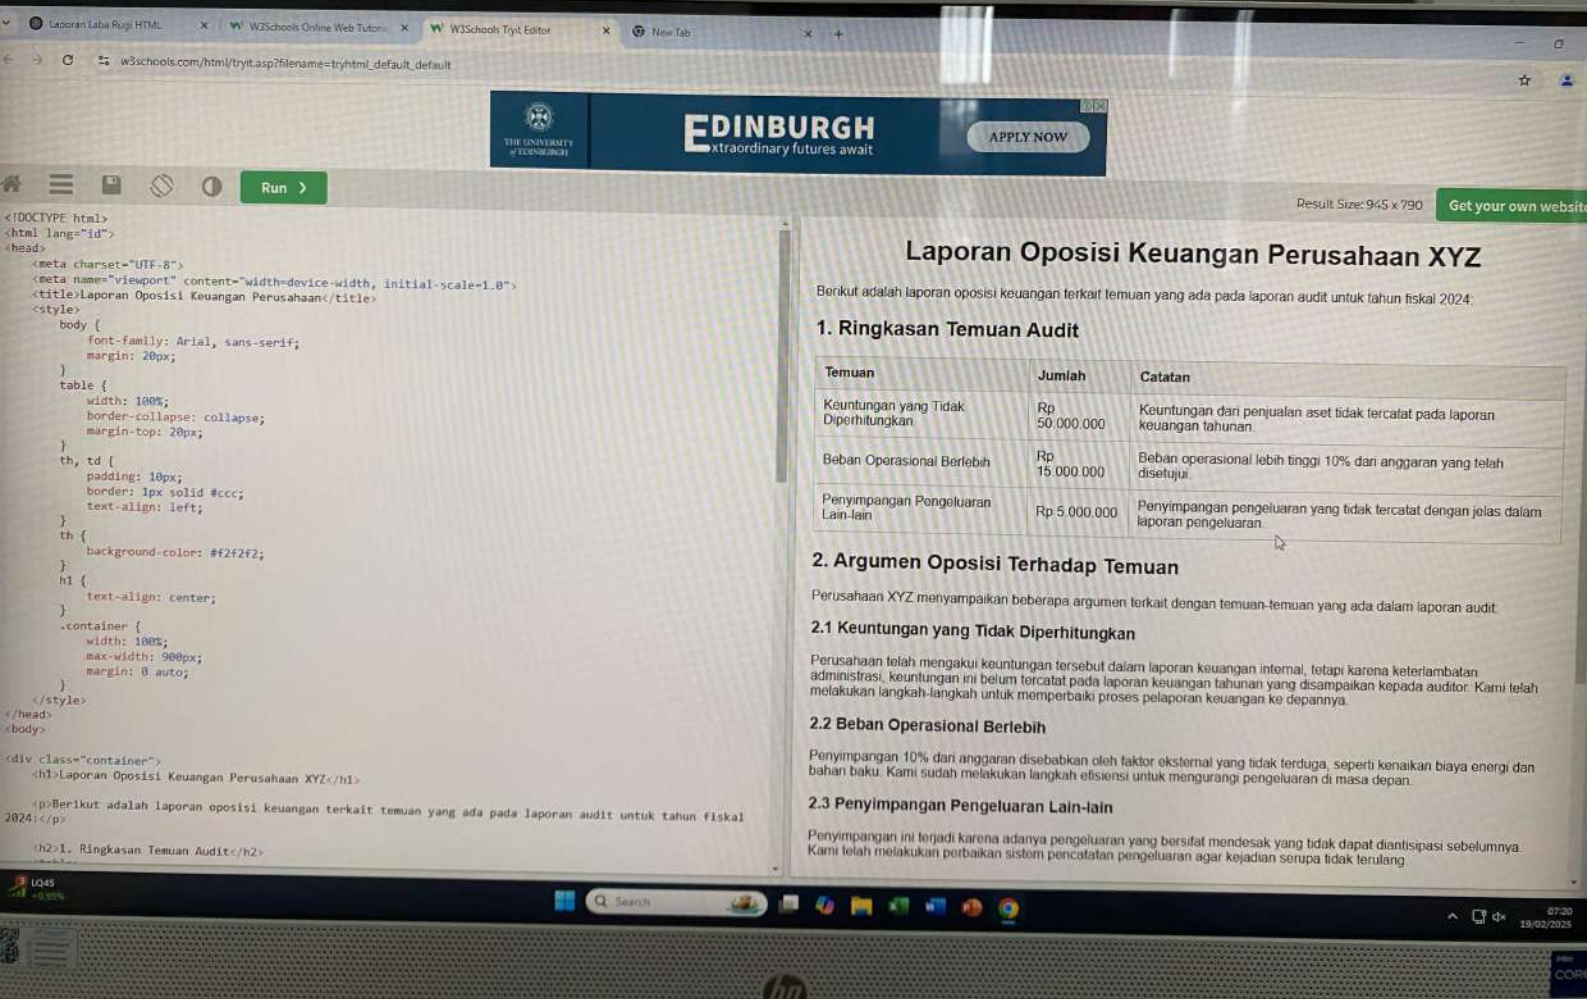 Laporan Laba Rugi HTML
W3Schools Online Web Tutori
W3Schools Tryit Editor
New Tab
w3schools.com/html/tryit.asp?filename=tryhtml_default_default
THE UNIVERSITY
of EDINBURGH
EDINBURGH
xtraordinary futures await
APPLY NOW
Run ❯
Result Size: 945 x 790
Get your own website
<!DOCTYPE html>
<html lang="id">
<head>
<meta charset="UTF-8">
<meta name="viewport" content="width=device-width, initial-scale=1.0">
<title>Laporan Oposisi Keuangan Perusahaan</title>
<style>
body {
font-family: Arial, sans-serif;
margin: 20px;
}
table {
width: 100%;
border-collapse: collapse;
margin-top: 20px;
}
th, td {
padding: 10px;
border: 1px solid #ccc;
text-align: left;
}
th {
background-color: #f2f2f2;
}
h1 {
text-align: center;
}
.container {
width: 100%;
max-width: 900px;
margin: 0 auto;
}
</style>
</head>
<body>
<div class="container">
<h1>Laporan Oposisi Keuangan Perusahaan XYZ</h1>
<p>Berikut adalah laporan oposisi keuangan terkait temuan yang ada pada laporan audit untuk tahun fiskal
2024:</p>
<h2>1. Ringkasan Temuan Audit</h2>
Laporan Oposisi Keuangan Perusahaan XYZ
Berikut adalah laporan oposisi keuangan terkait temuan yang ada pada laporan audit untuk tahun fiskal 2024:
1. Ringkasan Temuan Audit
Temuan Jumlah Catatan
Keuntungan yang Tidak
Diperhitungkan
Rp
50.000.000
Keuntungan dari penjualan aset tidak tercatat pada laporan
keuangan tahunan.
Beban Operasional Berlebih
Rp
15.000.000
Beban operasional lebih tinggi 10% dari anggaran yang telah
disetujui.
Penyimpangan Pengeluaran
Lain-lain
Rp 5.000.000
Penyimpangan pengeluaran yang tidak tercatat dengan jelas dalam
laporan pengeluaran.
2. Argumen Oposisi Terhadap Temuan
Perusahaan XYZ menyampaikan beberapa argumen terkait dengan temuan-temuan yang ada dalam laporan audit:
2.1 Keuntungan yang Tidak Diperhitungkan
Perusahaan telah mengakui keuntungan tersebut dalam laporan keuangan internal, tetapi karena keterlambatan
administrasi, keuntungan ini belum tercatat pada laporan keuangan tahunan yang disampaikan kepada auditor. Kami telah
melakukan langkah-langkah untuk memperbaiki proses pelaporan keuangan ke depannya.
2.2 Beban Operasional Berlebih
Penyimpangan 10% dari anggaran disebabkan oleh faktor eksternal yang tidak terduga, seperti kenaikan biaya energi dan
bahan baku. Kami sudah melakukan langkah efisiensi untuk mengurangi pengeluaran di masa depan.
2.3 Penyimpangan Pengeluaran Lain-lain
Penyimpangan ini terjadi karena adanya pengeluaran yang bersifat mendesak yang tidak dapat diantisipasi sebelumnya.
Kami telah melakukan perbaikan sistem pencatatan pengeluaran agar kejadian serupa tidak terulang.
3
LQ45
+0,95%
Search
07:20
19/02/2025
hp
intel
CORE